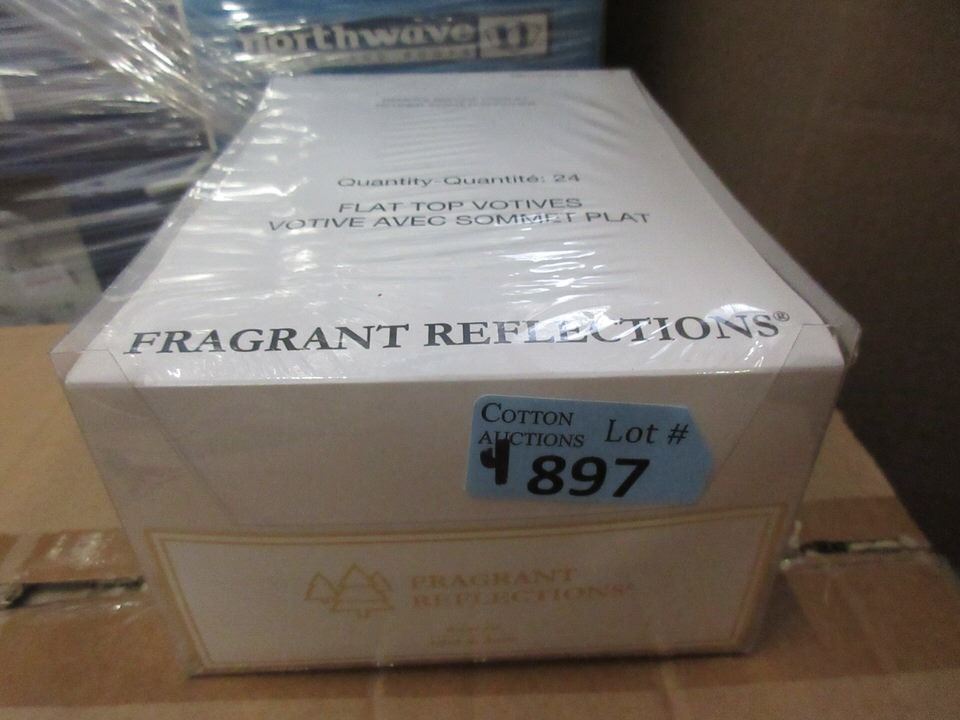 northwave
Quantity-Quantité: 24
FLAT TOP VOTIVES
VOTIVE AVEC SOMMET PLAT
FRAGRANT REFLECTIONS®
COTTON
AUCTIONS Lot #
4 897
FRAGRANT
REFLECTIONS®